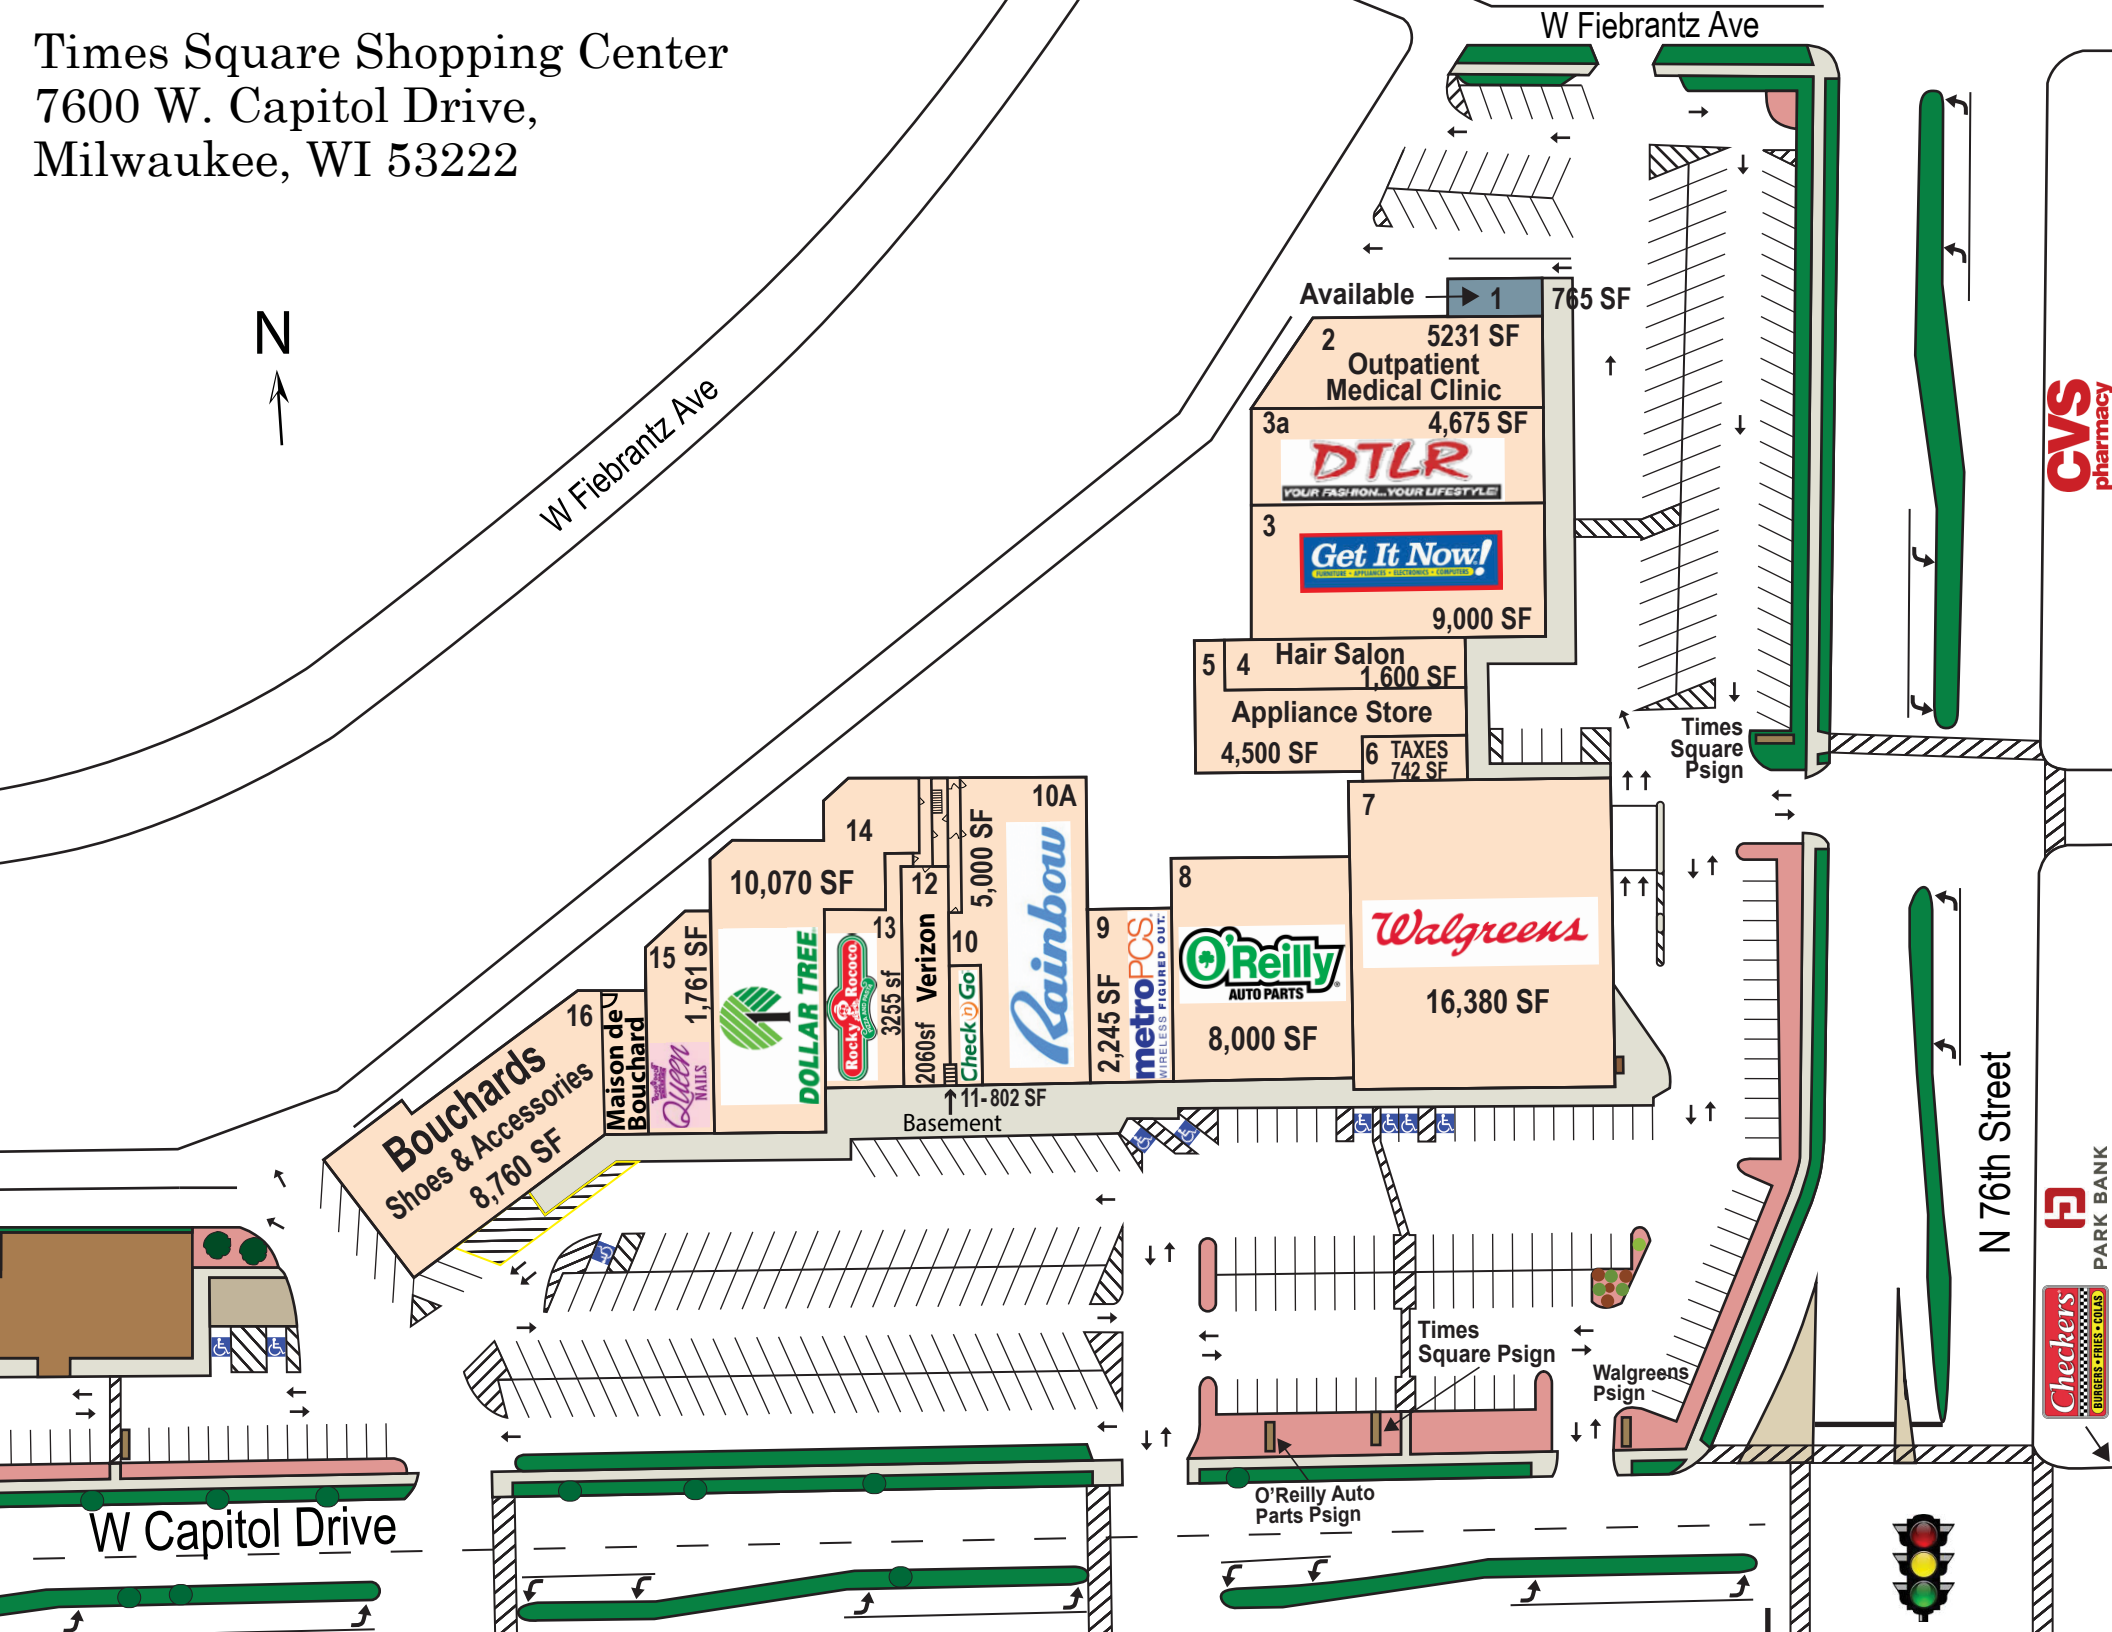 Times Square Shopping Center
7600 W. Capitol Drive,
Milwaukee, WI 53222
N
W Fiebrantz Ave
W Fiebrantz Ave
Available
1
765 SF
2
5231 SF
Outpatient
Medical Clinic
3a
4,675 SF
DTLR
YOUR FASHION...YOUR LIFESTYLE!
3
Get It Now!
FURNITURE • APPLIANCES • ELECTRONICS • COMPUTERS
9,000 SF
5
4
Hair Salon
1,600 SF
Appliance Store
4,500 SF
6
TAXES
742 SF
Times
Square
Psign
7
Walgreens
16,380 SF
8
O'Reilly
AUTO PARTS
8,000 SF
9
2,245 SF
metroPCS.
WIRELESS FIGURED OUT.
10A
5,000 SF
Rainbow
10
Check n Go
11-802 SF
Basement
12
Verizon
2060sf
13
Rocky Rococo
3255 sf
14
10,070 SF
1
DOLLAR TREE
15
1,761 SF
Queen
NAILS
16
Maison de
Bouchard
Bouchards
Shoes & Accessories
8,760 SF
CVS
pharmacy
N 76th Street
PARK BANK
Checkers
BURGERS • FRIES • COLAS
Times
Square Psign
Walgreens
Psign
O'Reilly Auto
Parts Psign
W Capitol Drive